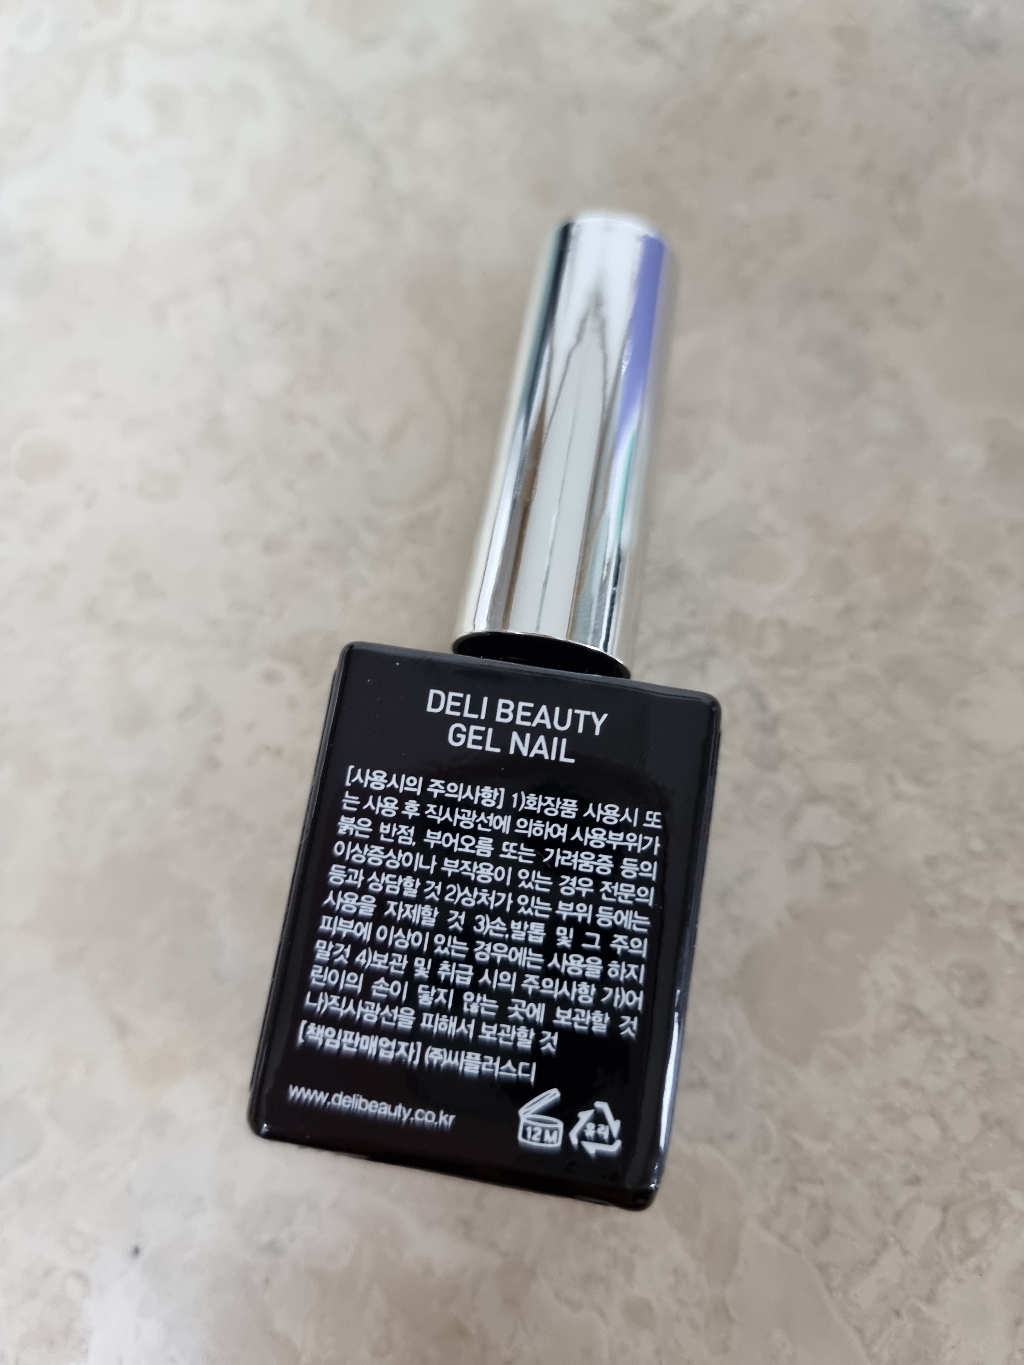 DELI BEAUTY
GEL NAIL
[사용시의 주의사항] 1)화장품 사용시 또
는 사용 후 직사광선에 의하여 사용부위가
붉은 반점, 부어오름 또는 가려움증 등의
이상증상이나 부작용이 있는 경우 전문의
등과 상담할 것 2)상처가 있는 부위 등에는
사용을 자제할 것 3)손,발톱 및 그 주의
피부에 이상이 있는 경우에는 사용을 하지
말것 4)보관 및 취급 시의 주의사항 가)어
린이의 손이 닿지 않는 곳에 보관할 것
나)직사광선을 피해서 보관할 것
[책임판매업자] ㈜씨플러스디
www.delibeauty.co.kr
12 M
유리